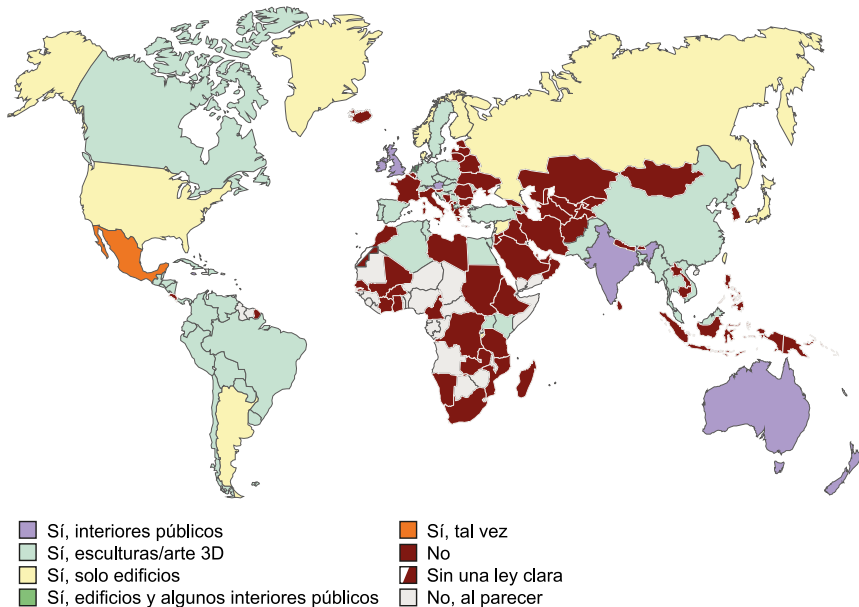 Sí, interiores públicos
Sí, esculturas/arte 3D
Sí, solo edificios
Sí, edificios y algunos interiores públicos
Sí, tal vez
No
Sin una ley clara
No, al parecer